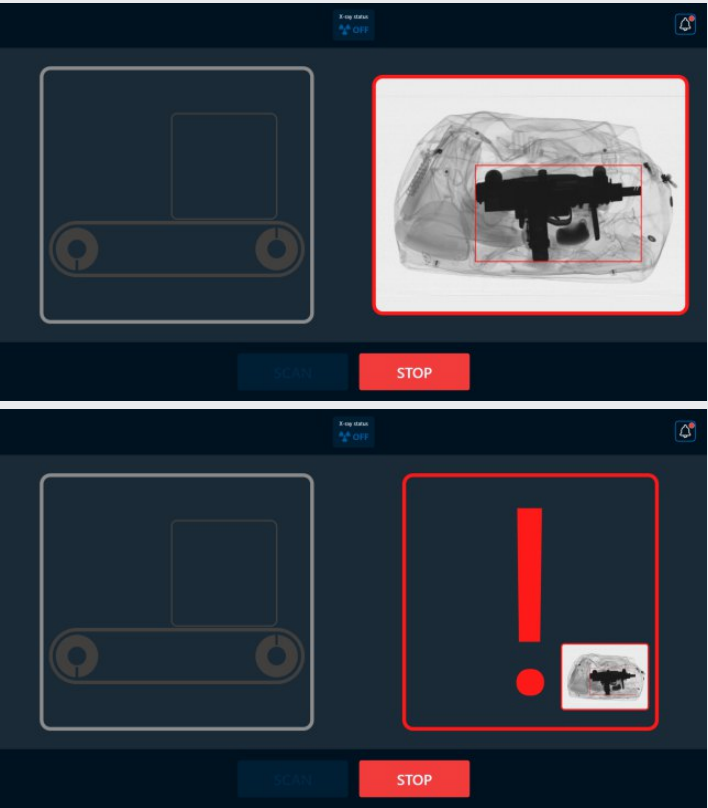 X-ray status
OFF
SCAN
STOP
X-ray status
OFF
SCAN
STOP